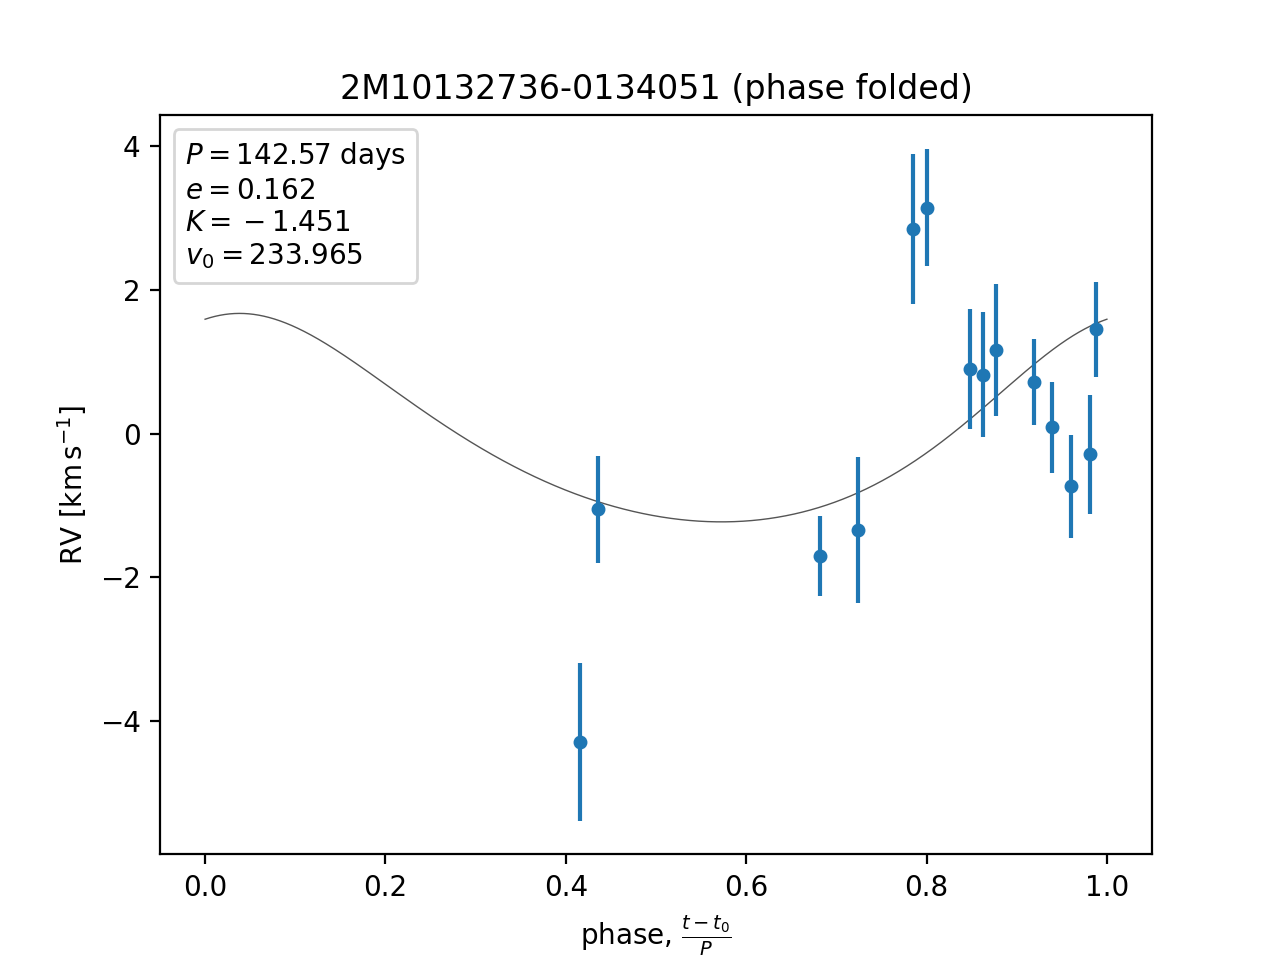 2M10132736-0134051 (phase folded)
P = 142.57 days
e = 0.162
K = − 1.451
v₀ = 233.965
4
2
0
−2
−4
RV [km s⁻¹]
0.0 0.2 0.4 0.6 0.8 1.0
phase, (t − t₀)/P